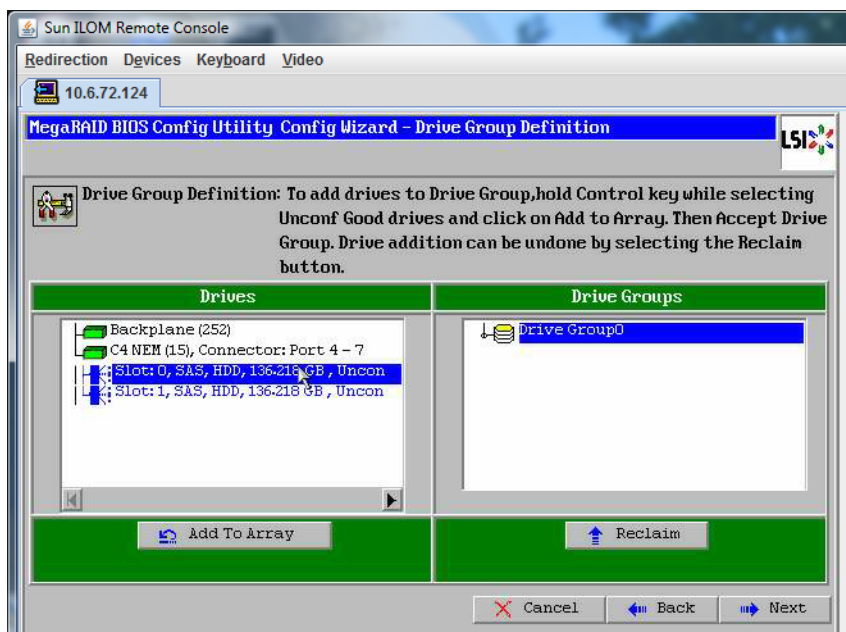 Sun ILOM Remote Console
Redirection Devices Keyboard Video
10.6.72.124
MegaRAID BIOS Config Utility Config Wizard - Drive Group Definition
LSI
Drive Group Definition: To add drives to Drive Group,hold Control key while selecting
Unconf Good drives and click on Add to Array. Then Accept Drive
Group. Drive addition can be undone by selecting the Reclaim
button.
Drives
Drive Groups
Backplane (252)
C4 NEM (15), Connector: Port 4 - 7
Slot: 0, SAS, HDD, 136.218 GB , Uncon
Slot: 1, SAS, HDD, 136.218 GB , Uncon
Drive Group0
Add To Array
Reclaim
Cancel
Back
Next